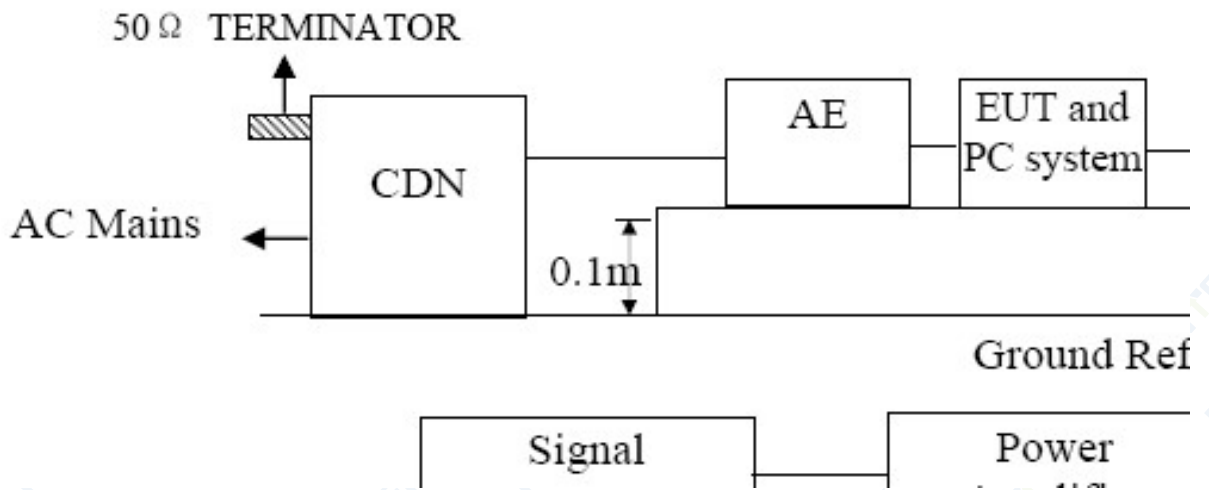 50 Ω TERMINATOR
CDN
AE
EUT and
PC system
AC Mains
0.1m
Ground Ref
Signal
Power